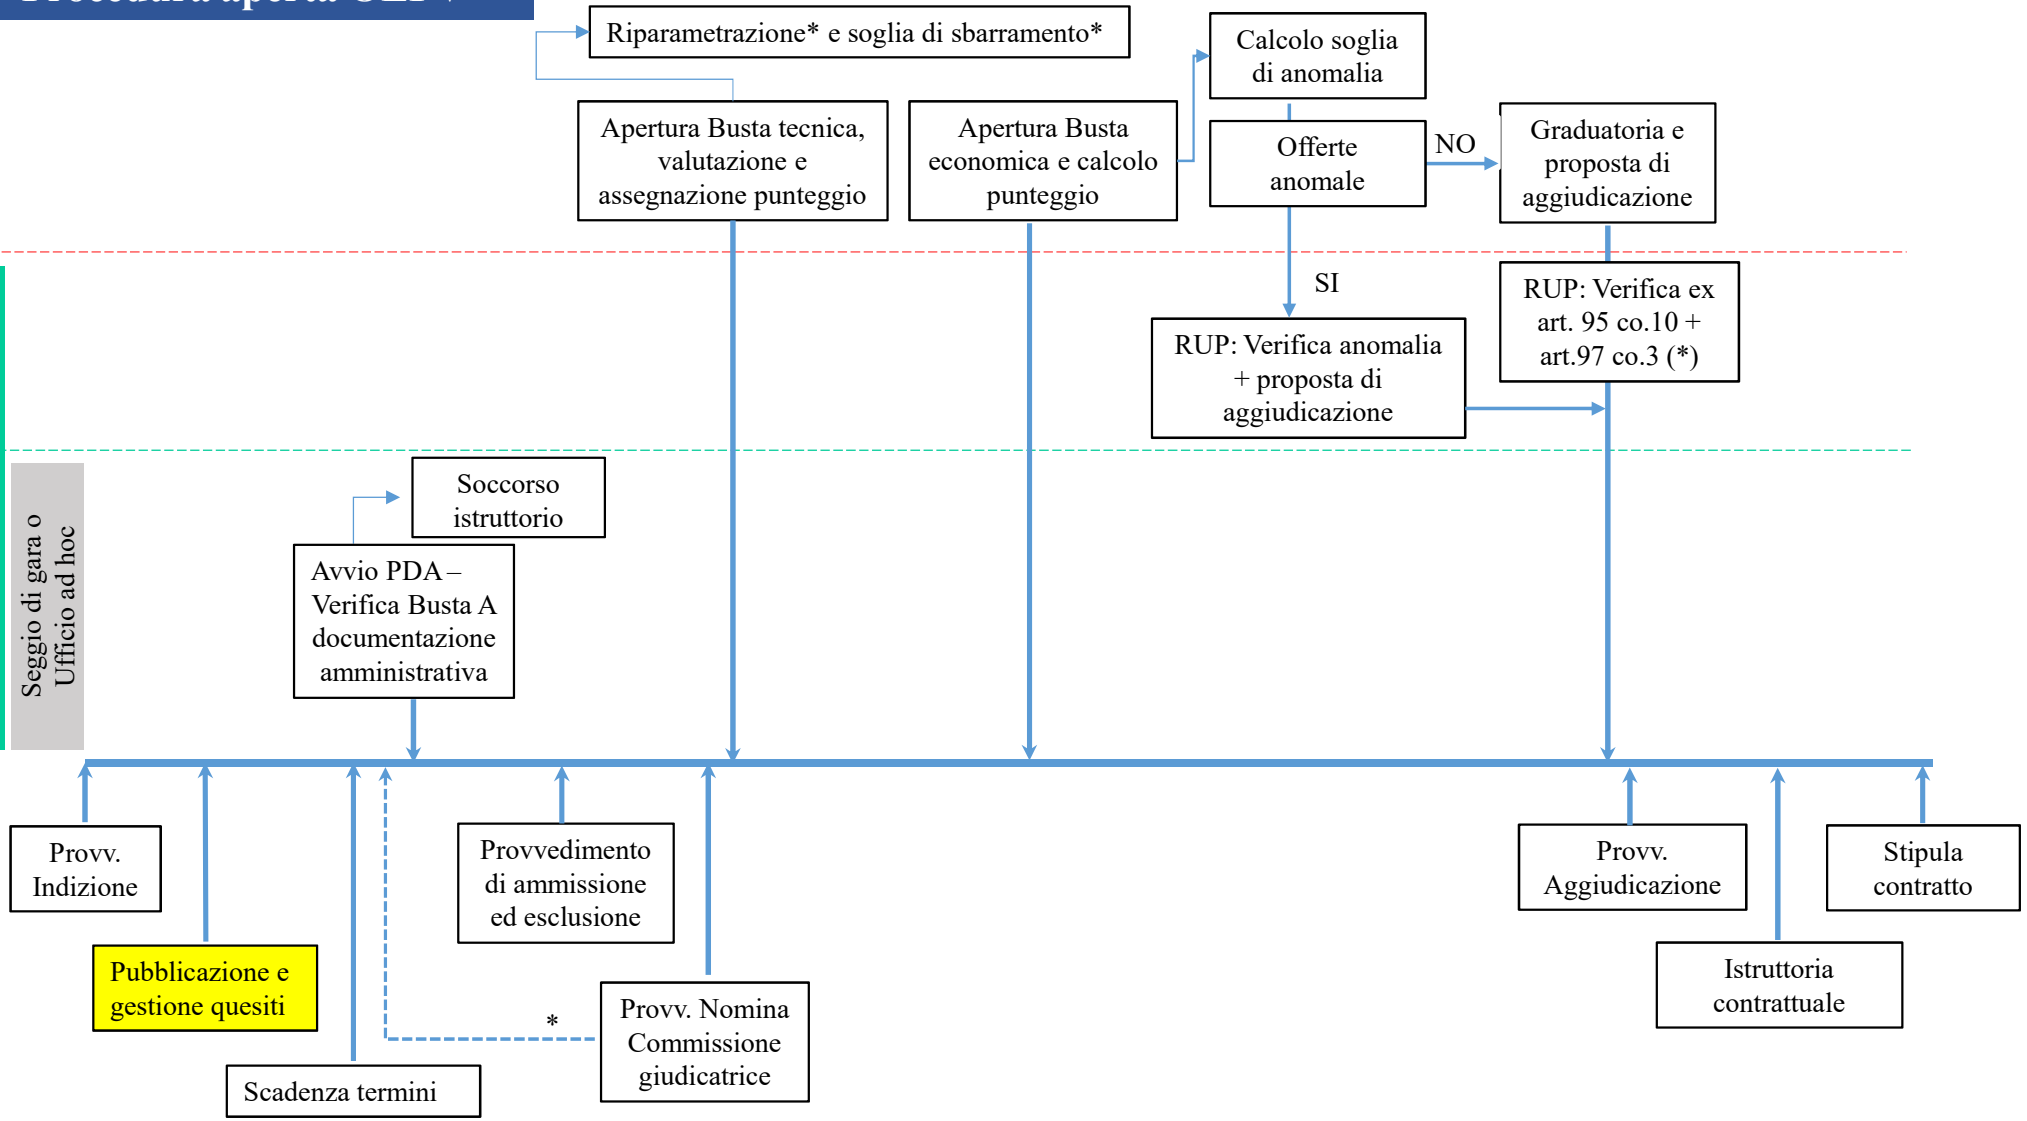 Procedura aperta OEPV
Riparametrazione* e soglia di sbarramento*
Calcolo soglia
di anomalia
Apertura Busta tecnica,
valutazione e
assegnazione punteggio
Apertura Busta
economica e calcolo
punteggio
Offerte
anomale
NO
Graduatoria e
proposta di
aggiudicazione
SI
RUP: Verifica ex
art. 95 co.10 +
art.97 co.3 (*)
RUP: Verifica anomalia
+ proposta di
aggiudicazione
Seggio di gara o
Ufficio ad hoc
Soccorso
istruttorio
Avvio PDA –
Verifica Busta A
documentazione
amministrativa
Provv.
Indizione
Provvedimento
di ammissione
ed esclusione
Provv.
Aggiudicazione
Stipula
contratto
Pubblicazione e
gestione quesiti
Istruttoria
contrattuale
*
Provv. Nomina
Commissione
giudicatrice
Scadenza termini